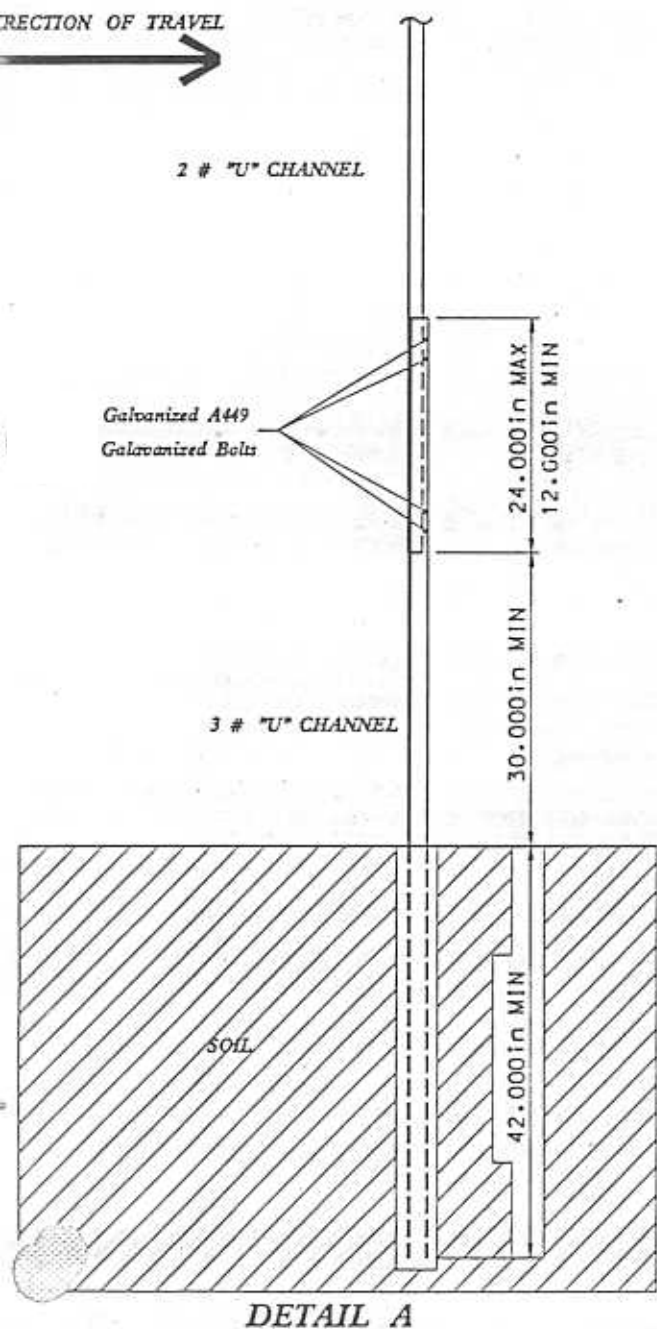 RECTION OF TRAVEL
2 # "U" CHANNEL
24.000in MAX
12.000in MIN
Galvanized A449
Galavanized Bolts
30.000in MIN
3 # "U" CHANNEL
SOIL
42.000in MIN
DETAIL A